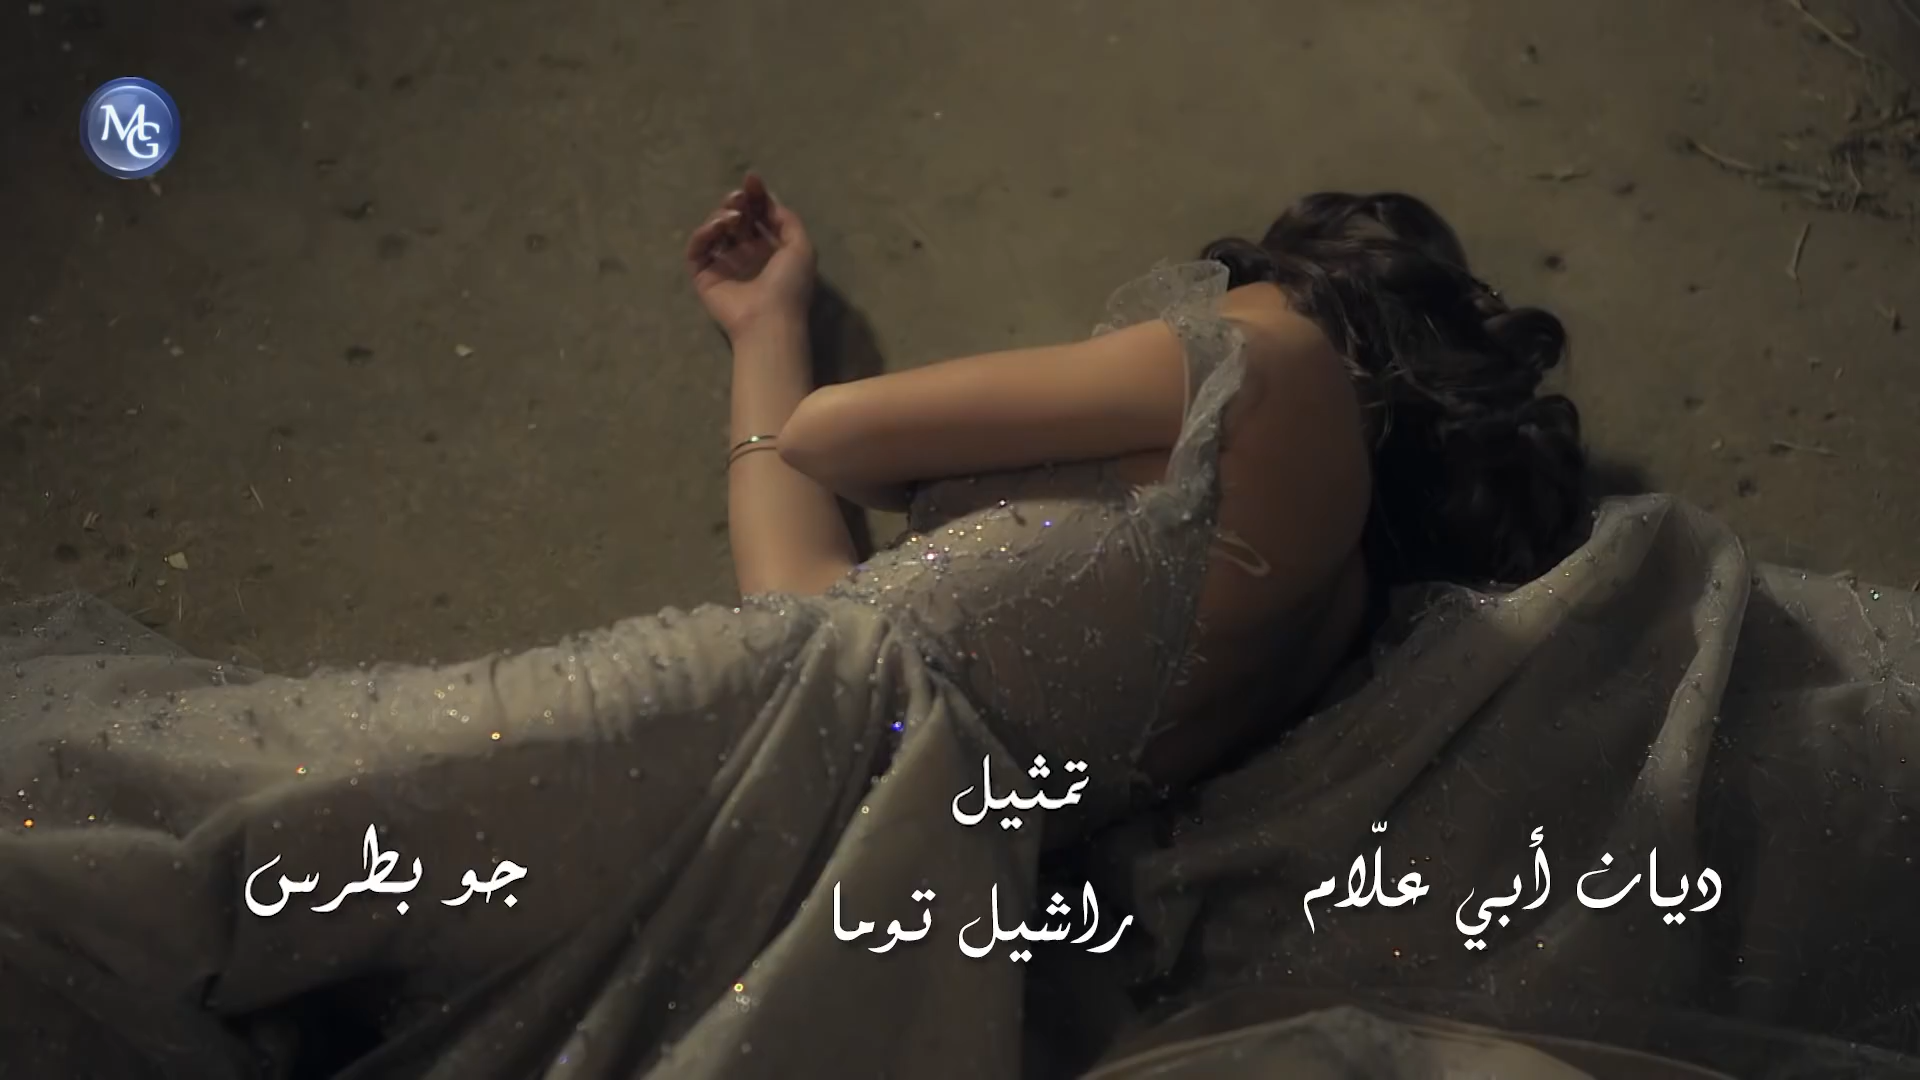 MG
تمثيل
ديان أبي علّام
راشيل توما
جو بطرس